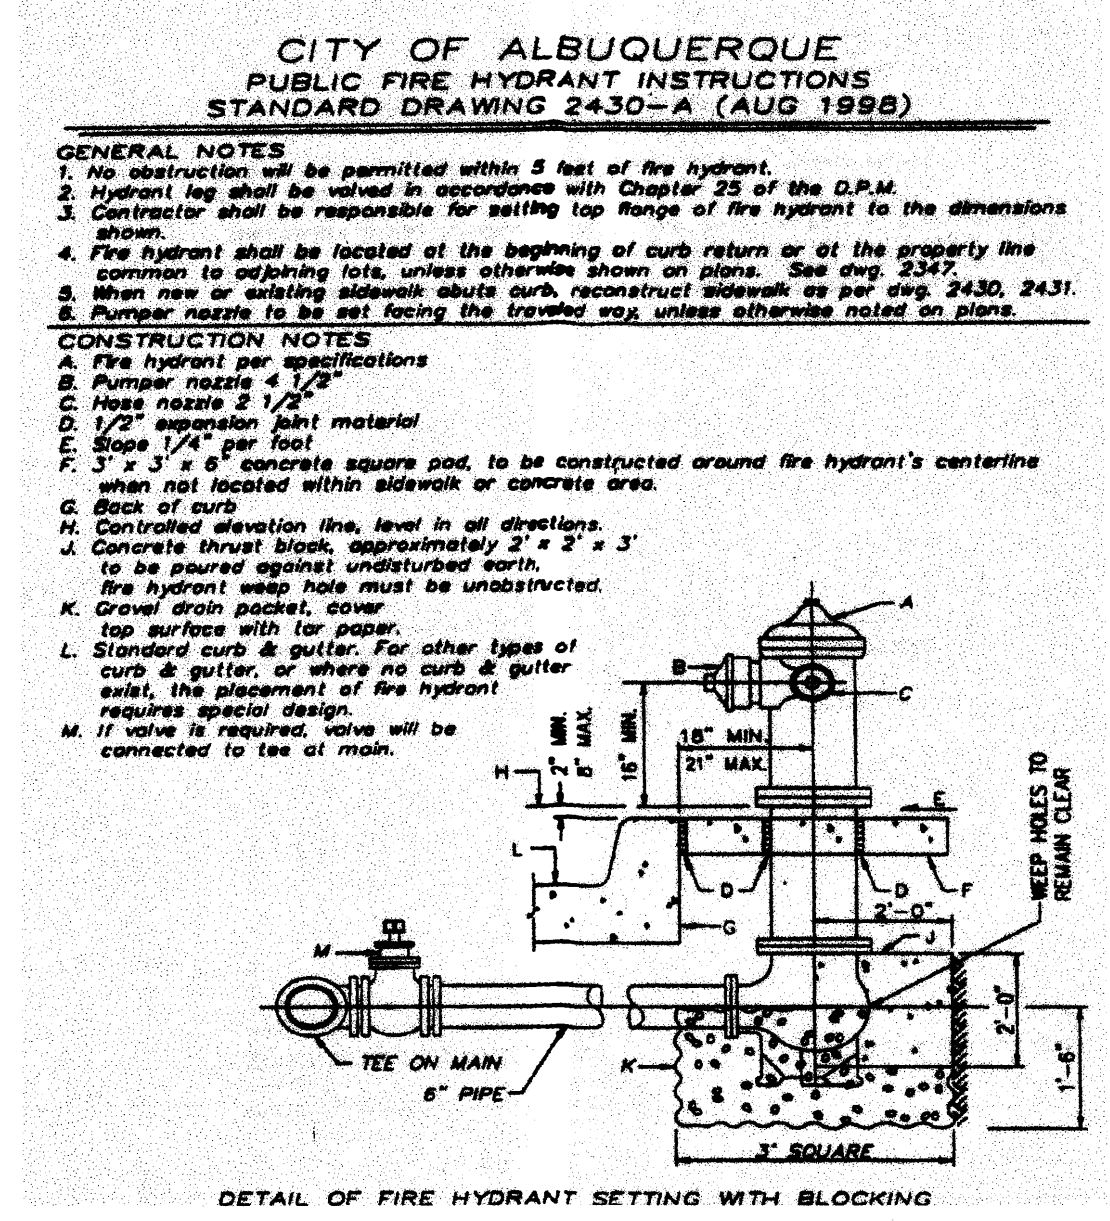 CITY OF ALBUQUERQUE
PUBLIC FIRE HYDRANT INSTRUCTIONS
STANDARD DRAWING 2430-A (AUG 1998)
GENERAL NOTES
1. No obstruction will be permitted within 5 feet of fire hydrant.
2. Hydrant leg shall be valved in accordance with Chapter 25 of the D.P.M.
3. Contractor shall be responsible for setting top flange of fire hydrant to the dimensions
shown.
4. Fire hydrant shall be located at the beginning of curb return or at the property line
common to adjoining lots, unless otherwise shown on plans. See dwg. 2347.
5. When new or existing sidewalk abuts curb, reconstruct sidewalk as per dwg. 2430, 2431.
6. Pumper nozzle to be set facing the traveled way, unless otherwise noted on plans.
CONSTRUCTION NOTES
A. Fire hydrant per specifications
B. Pumper nozzle 4 1/2"
C. Hose nozzle 2 1/2"
D. 1/2" expansion joint material
E. Slope 1/4" per foot
F. 3' x 3' x 6" concrete square pad, to be constructed around fire hydrant's centerline
when not located within sidewalk or concrete area.
G. Back of curb
H. Controlled elevation line, level in all directions.
J. Concrete thrust block, approximately 2' x 2' x 3'
to be poured against undisturbed earth,
fire hydrant weep hole must be unobstructed.
K. Gravel drain pocket, cover
top surface with tar paper.
L. Standard curb & gutter. For other types of
curb & gutter, or where no curb & gutter
exist, the placement of fire hydrant
requires special design.
M. If valve is required, valve will be
connected to tee at main.
A
B
C
2" MIN.
8" MAX.
16" MIN.
18" MIN.
21" MAX.
H
E
WEEP HOLES TO
REMAIN CLEAR
L
D
D
F
2'-0"
G
J
M
2'-0"
TEE ON MAIN
K
1'-6"
6" PIPE
3' SQUARE
DETAIL OF FIRE HYDRANT SETTING WITH BLOCKING